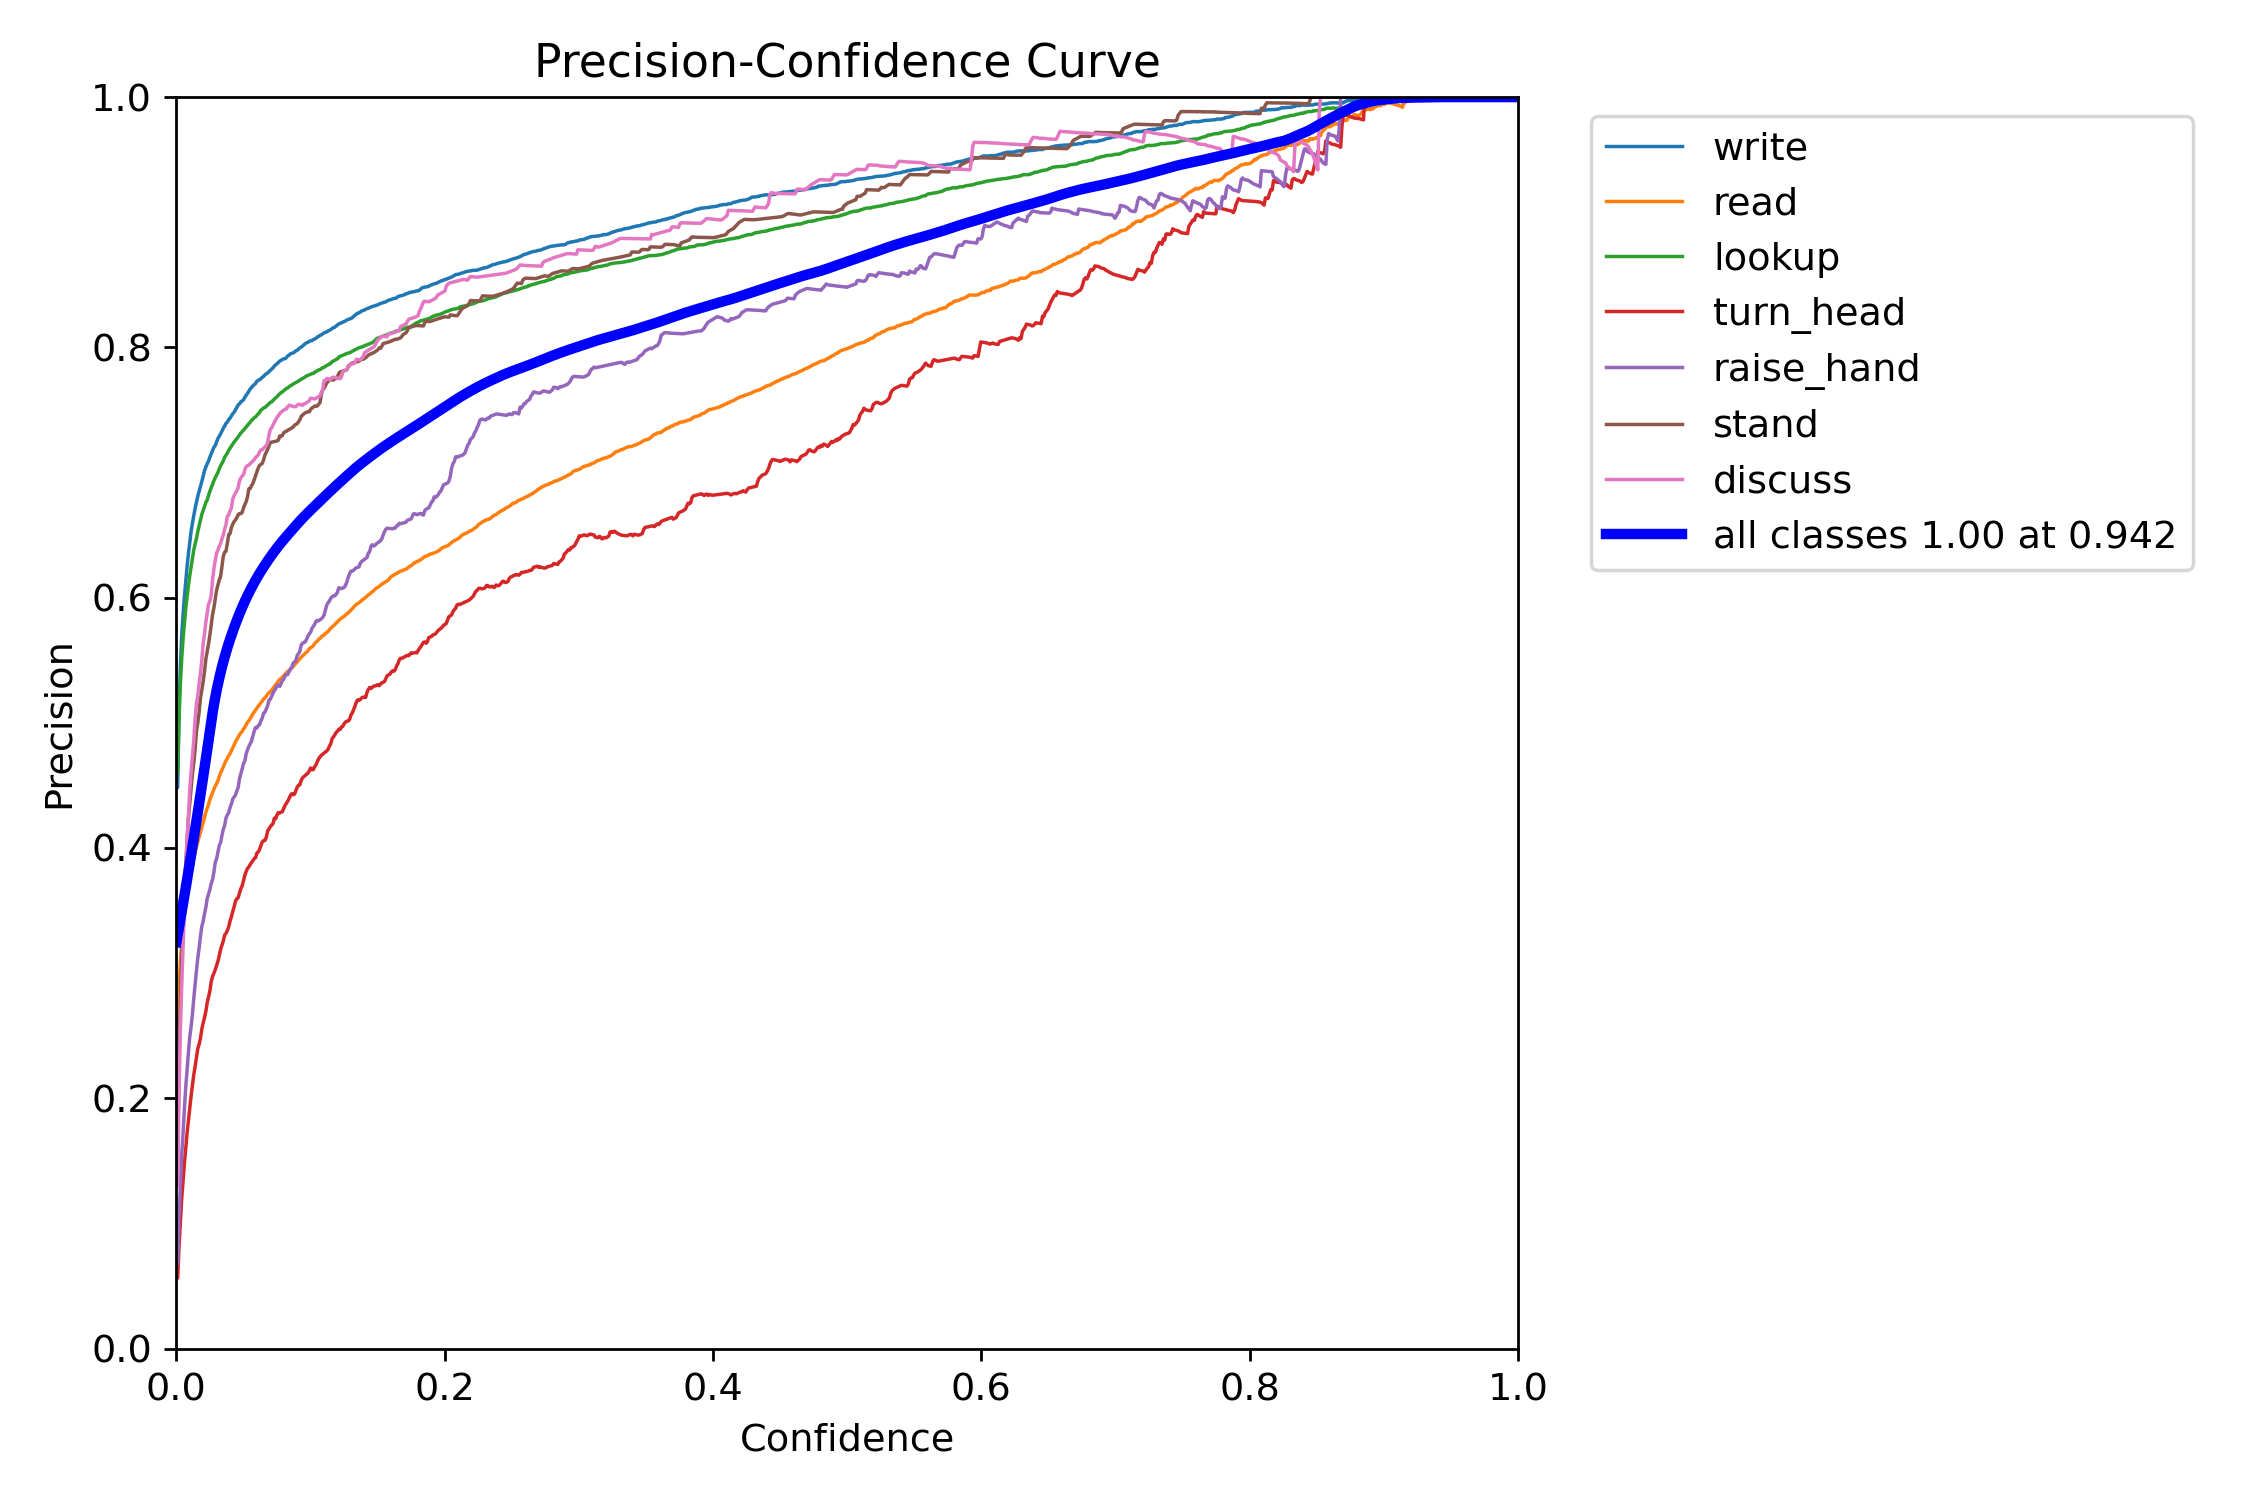 Precision-Confidence Curve
1.0
0.8
0.6
0.4
0.2
0.0
Precision
0.0 0.2 0.4 0.6 0.8 1.0
Confidence
write
read
lookup
turn_head
raise_hand
stand
discuss
all classes 1.00 at 0.942